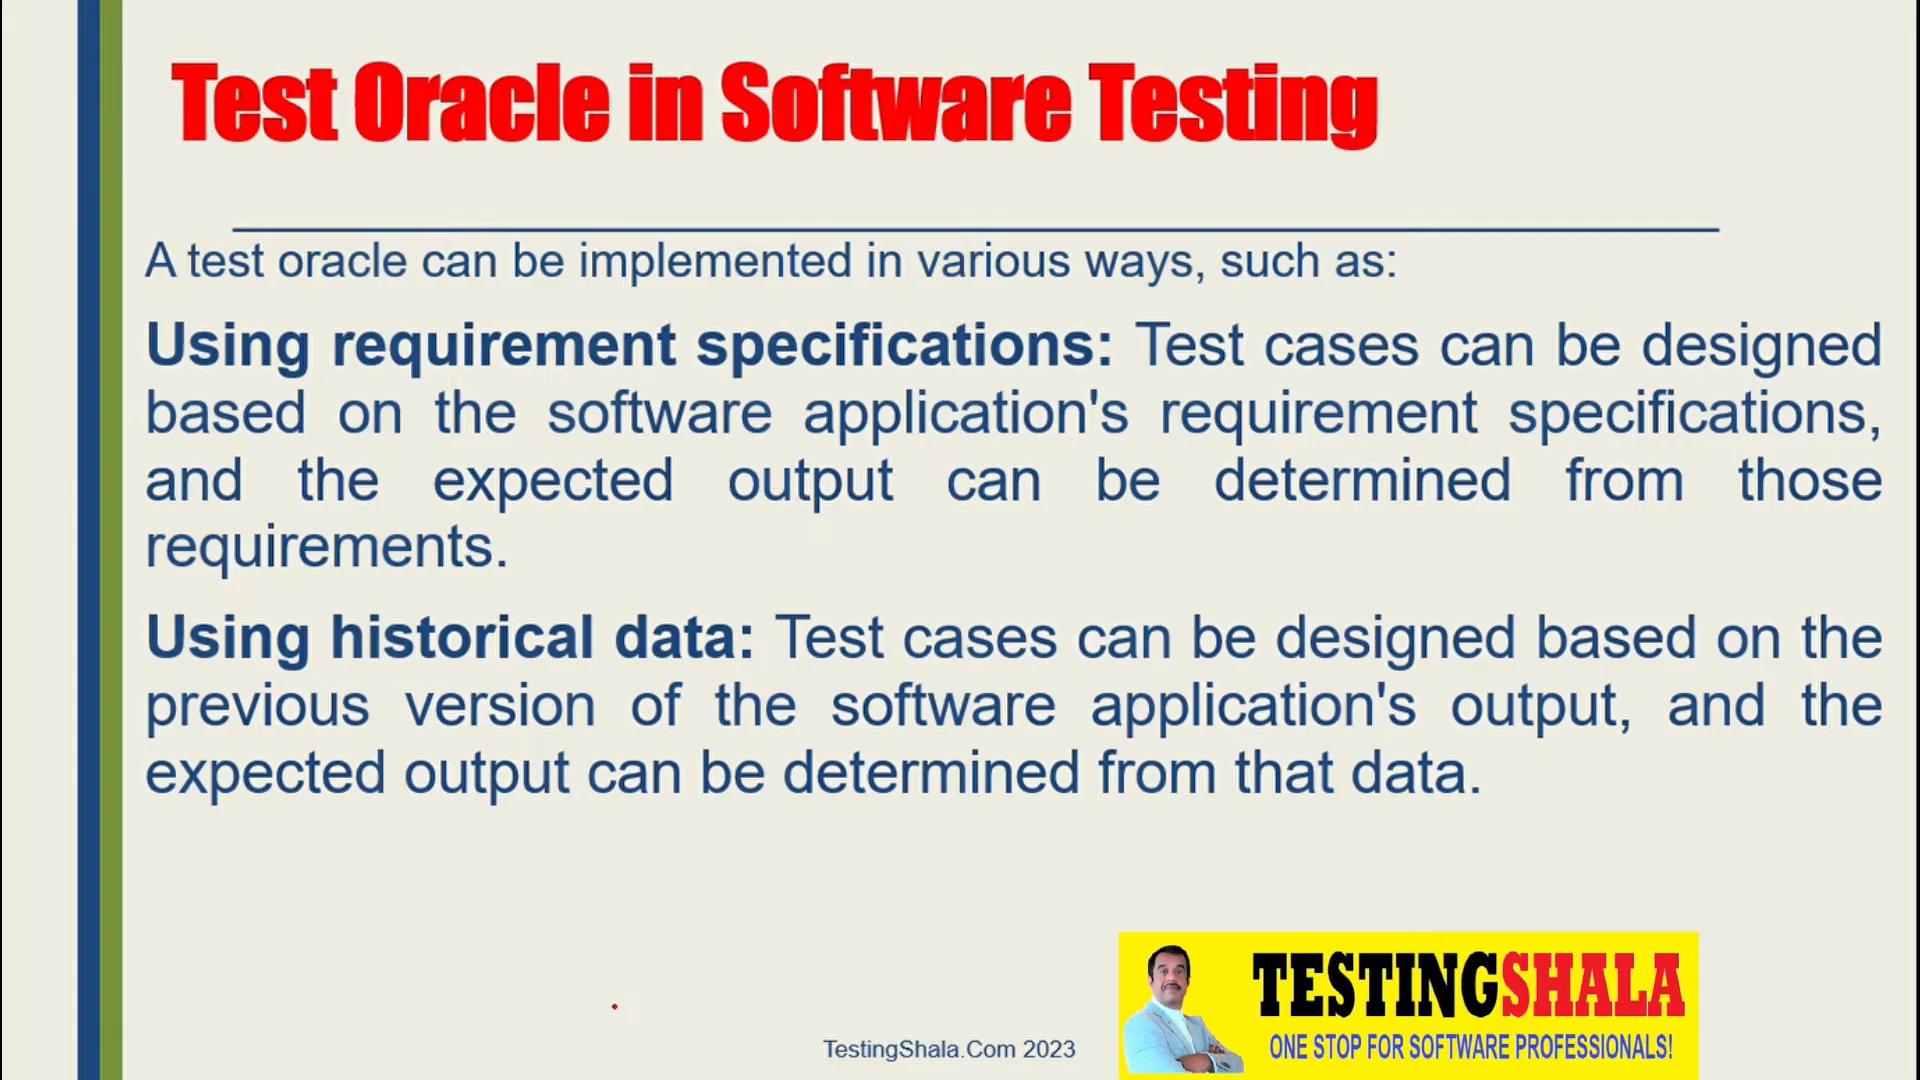 Test Oracle in Software Testing
A test oracle can be implemented in various ways, such as:
Using requirement specifications: Test cases can be designed
based on the software application's requirement specifications,
and the expected output can be determined from those
requirements.
Using historical data: Test cases can be designed based on the
previous version of the software application's output, and the
expected output can be determined from that data.
TestingShala.Com 2023
TESTINGSHALA
ONE STOP FOR SOFTWARE PROFESSIONALS!